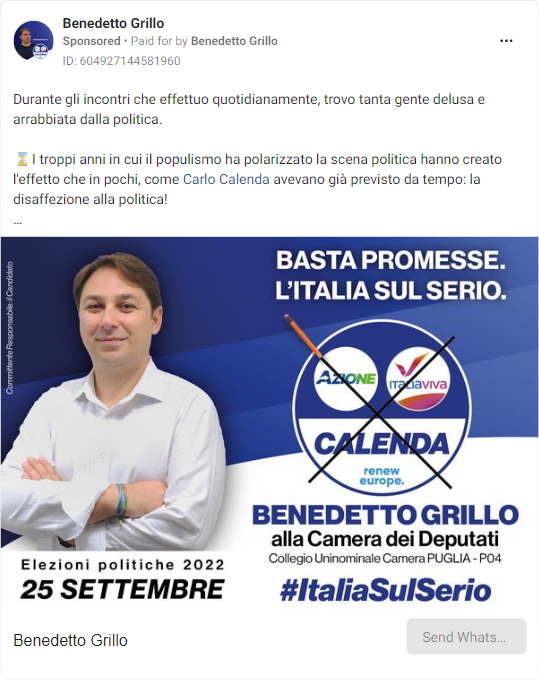 Benedetto Grillo
Sponsored • Paid for by Benedetto Grillo
ID: 604927144581960
Durante gli incontri che effettuo quotidianamente, trovo tanta gente delusa e
arrabbiata dalla politica.
⏳I troppi anni in cui il populismo ha polarizzato la scena politica hanno creato
l'effetto che in pochi, come Carlo Calenda avevano già previsto da tempo: la
disaffezione alla politica!
...
Committente Responsabile il Candidato
BASTA PROMESSE.
L'ITALIA SUL SERIO.
AZIONE
ITALIAVIVA
CALENDA
renew
europe.
BENEDETTO GRILLO
alla Camera dei Deputati
Collegio Uninominale Camera PUGLIA - P04
Elezioni politiche 2022
25 SETTEMBRE
#ItaliaSulSerio
Benedetto Grillo
Send Whats...